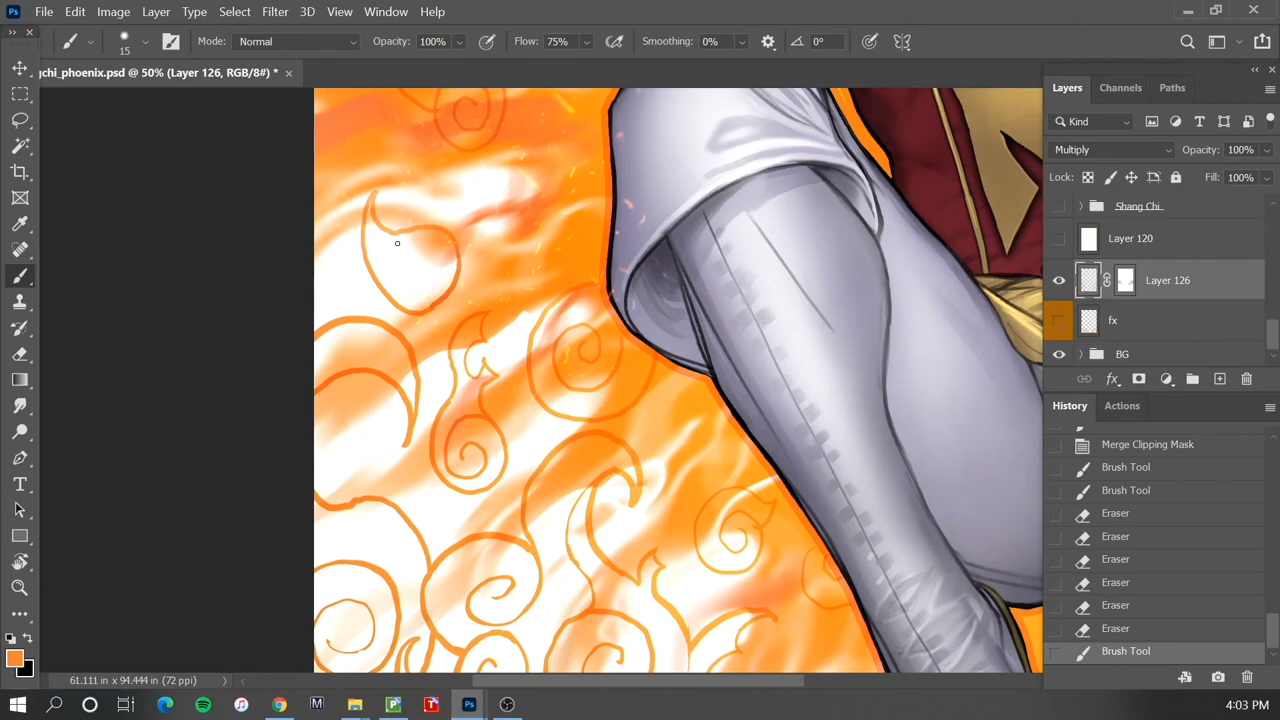 Ps File Edit Image Layer Type Select Filter 3D View Window Help
15 Mode: Normal Opacity: 100% Flow: 75% Smoothing: 0% 0°
chi_phoenix.psd @ 50% (Layer 126, RGB/8#) * ×
Layers Channels Paths
Kind
Multiply Opacity: 100%
Lock: Fill: 100%
Shang Chi
Layer 120
Layer 126
fx
BG
fx
History Actions
Merge Clipping Mask
Brush Tool
Brush Tool
Eraser
Eraser
Eraser
Eraser
Eraser
Eraser
Brush Tool
61.111 in x 94.444 in (72 ppi)
4:03 PM